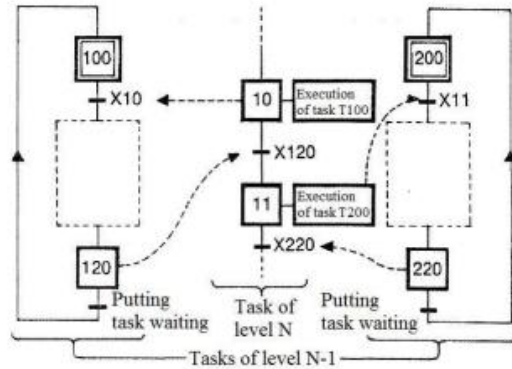 100
X10
120
Putting
task waiting
10
Execution
of task T100
X120
11
Execution
of task T200
X220
Task of
level N
200
X11
220
Putting
task waiting
Tasks of level N-1